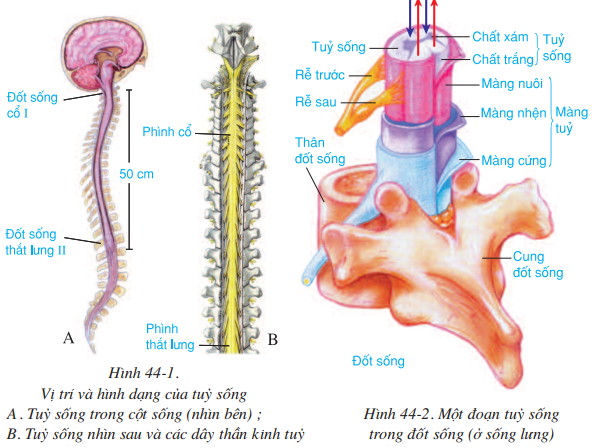 Đốt sống
cổ I
50 cm
Đốt sống
thắt lưng II
A
Phình cổ
Phình
thắt lưng
B
Hình 44-1.
Vị trí và hình dạng của tuỷ sống
A . Tuỷ sống trong cột sống (nhìn bên) ;
B. Tuỷ sống nhìn sau và các dây thần kinh tuỷ
Tuỷ sống
Chất xám
Chất trắng
Tuỷ
sống
Rễ trước
Rễ sau
Màng nuôi
Màng nhện
Màng cứng
Màng
tuỷ
Thân
đốt sống
Cung
đốt sống
Đốt sống
Hình 44-2. Một đoạn tuỷ sống
trong đốt sống (ở sống lưng)